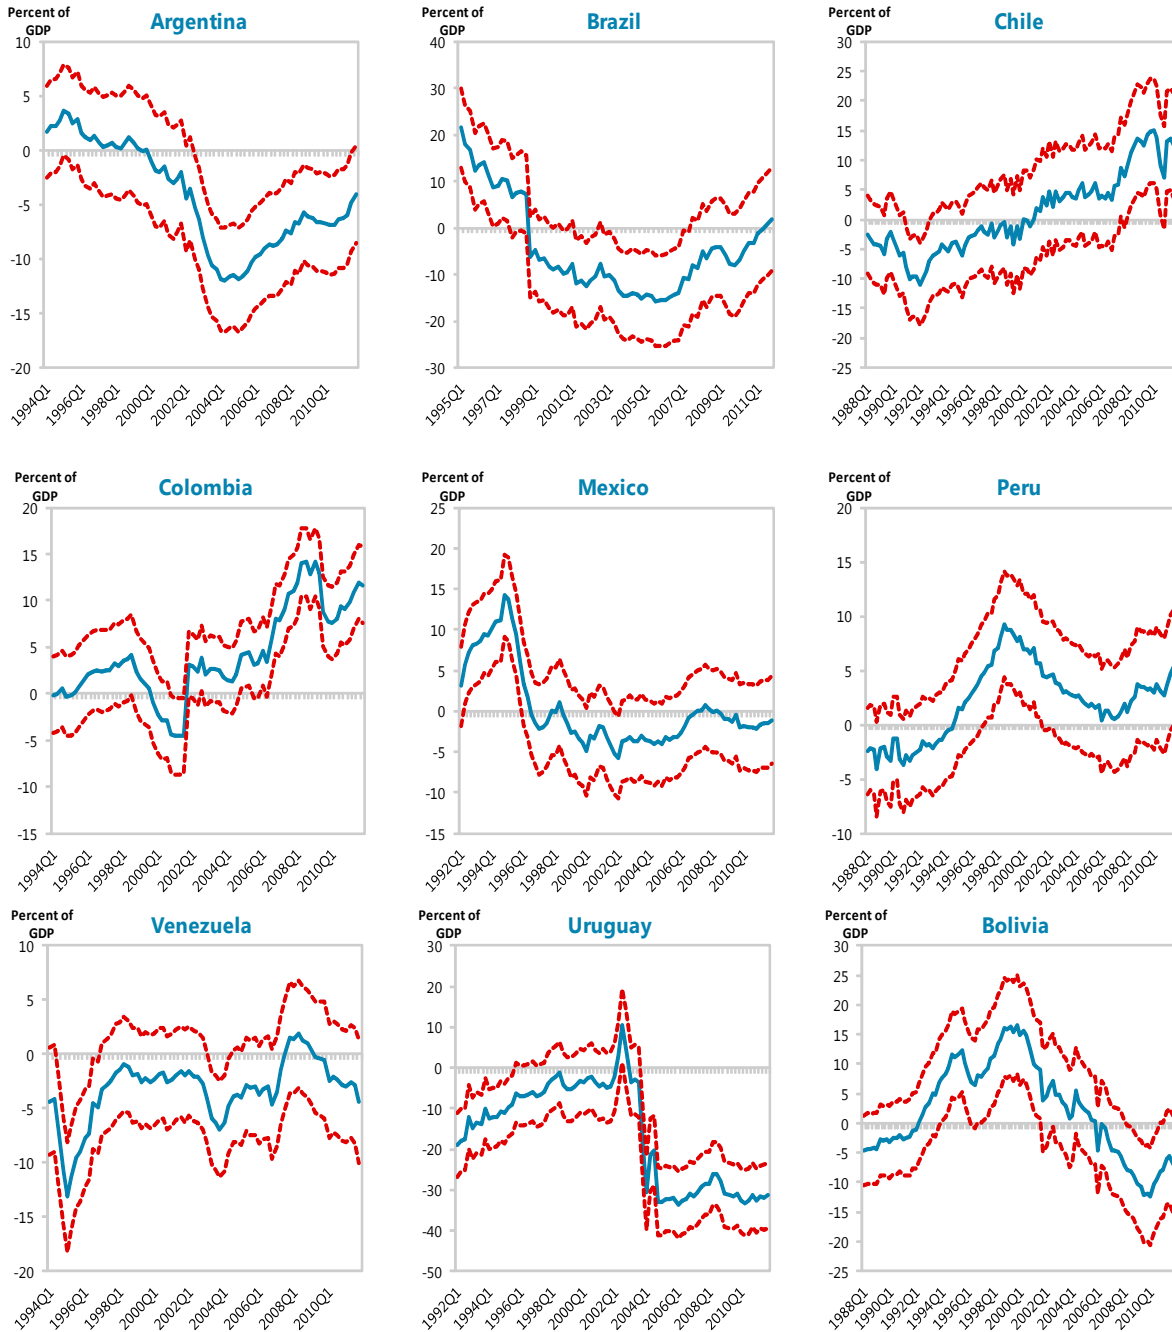 Percent of
GDP
Argentina
10
5
0
-5
-10
-15
-20
1994Q1
1996Q1
1998Q1
2000Q1
2002Q1
2004Q1
2006Q1
2008Q1
2010Q1
Percent of
GDP
Brazil
40
30
20
10
0
-10
-20
-30
1995Q1
1997Q1
1999Q1
2001Q1
2003Q1
2005Q1
2007Q1
2009Q1
2011Q1
Percent of
GDP
Chile
30
25
20
15
10
5
0
-5
-10
-15
-20
-25
1988Q1
1990Q1
1992Q1
1994Q1
1996Q1
1998Q1
2000Q1
2002Q1
2004Q1
2006Q1
2008Q1
2010Q1
Percent of
GDP
Colombia
20
15
10
5
0
-5
-10
-15
1994Q1
1996Q1
1998Q1
2000Q1
2002Q1
2004Q1
2006Q1
2008Q1
2010Q1
Percent of
GDP
Mexico
25
20
15
10
5
0
-5
-10
-15
1992Q1
1994Q1
1996Q1
1998Q1
2000Q1
2002Q1
2004Q1
2006Q1
2008Q1
2010Q1
Percent of
GDP
Peru
20
15
10
5
0
-5
-10
1988Q1
1990Q1
1992Q1
1994Q1
1996Q1
1998Q1
2000Q1
2002Q1
2004Q1
2006Q1
2008Q1
2010Q1
Percent of
GDP
Venezuela
10
5
0
-5
-10
-15
-20
1994Q1
1996Q1
1998Q1
2000Q1
2002Q1
2004Q1
2006Q1
2008Q1
2010Q1
Percent of
GDP
Uruguay
30
20
10
0
-10
-20
-30
-40
-50
1992Q1
1994Q1
1996Q1
1998Q1
2000Q1
2002Q1
2004Q1
2006Q1
2008Q1
2010Q1
Percent of
GDP
Bolivia
30
25
20
15
10
5
0
-5
-10
-15
-20
-25
1988Q1
1990Q1
1992Q1
1994Q1
1996Q1
1998Q1
2000Q1
2002Q1
2004Q1
2006Q1
2008Q1
2010Q1